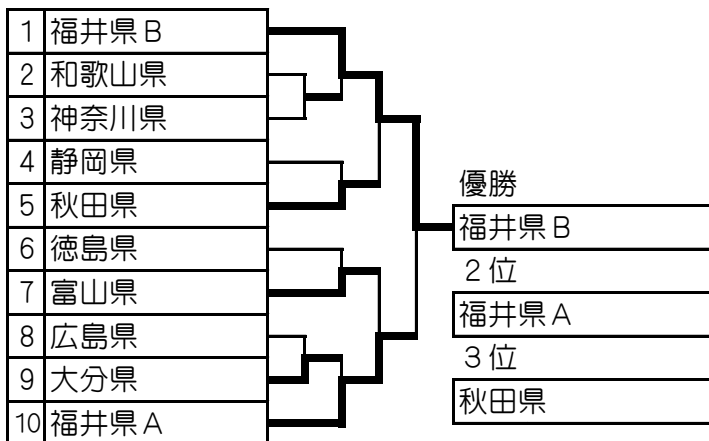 1 福井県Ｂ
2 和歌山県
3 神奈川県
4 静岡県
5 秋田県
6 徳島県
7 富山県
8 広島県
9 大分県
10 福井県Ａ
優勝
福井県Ｂ
２位
福井県Ａ
３位
秋田県